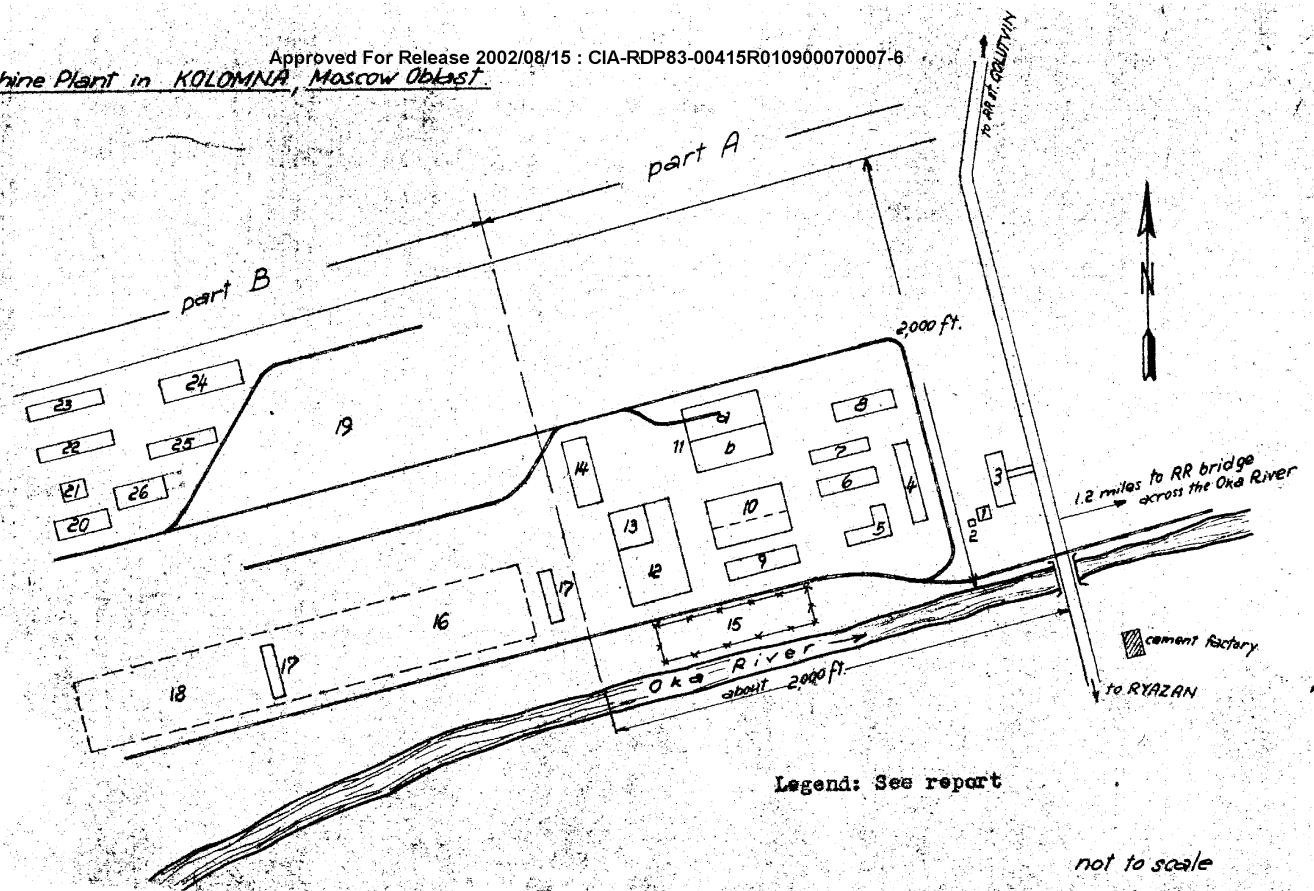 Approved For Release 2002/08/15 : CIA-RDP83-00415R010900070007-6
hine Plant in KOLOMNA, Moscow Oblast.
to RR st. GOLUTVIN
part A
part B
N
2,000 ft.
24
23
19
22
25
21
26
20
14
11
a
b
8
7
6
4
5
3
1
2
1.2 miles to RR bridge
across the Oka River
13
10
12
9
17
16
15
17
18
Oka River
about 2,000 ft.
cement factory.
to RYAZAN
Legend: See report
not to scale